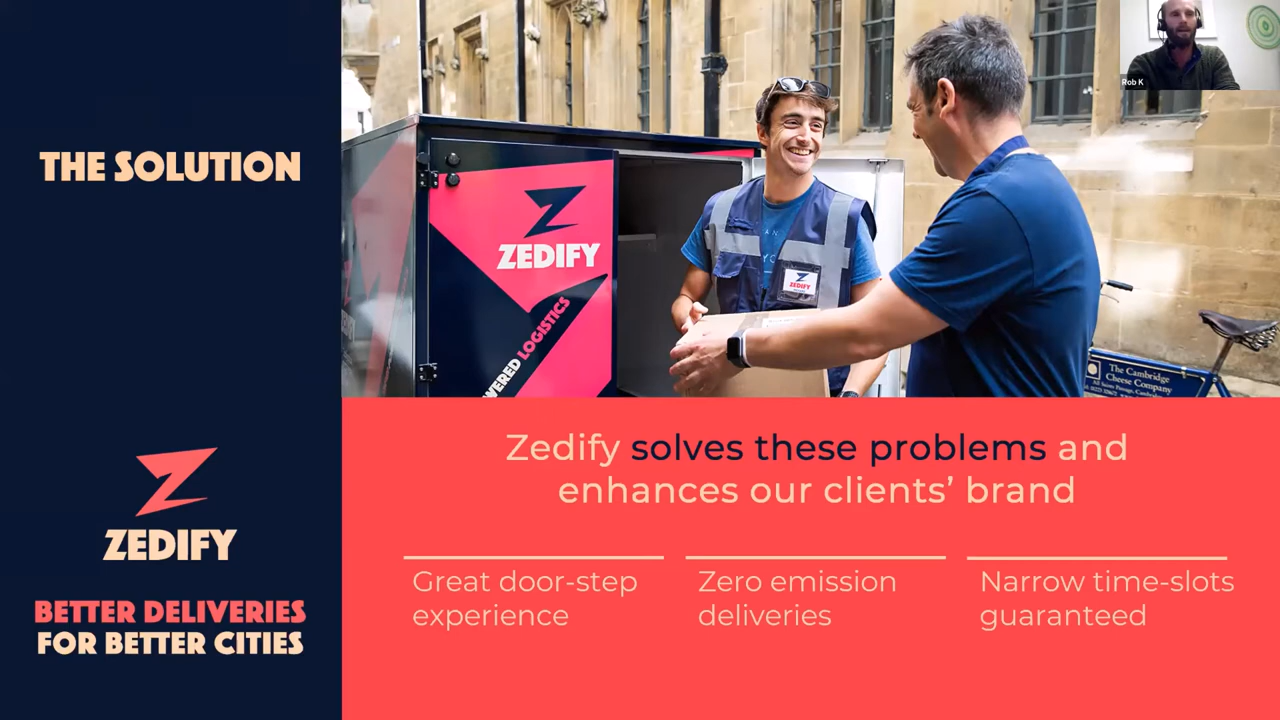 THE SOLUTION
ZEDIFY
BETTER DELIVERIES
FOR BETTER CITIES
Rob K
ZEDIFY
WERED LOGISTICS
ZEDIFY
The Cambridge
Cheese Company
Zedify solves these problems and
enhances our clients’ brand
Great door-step
experience
Zero emission
deliveries
Narrow time-slots
guaranteed